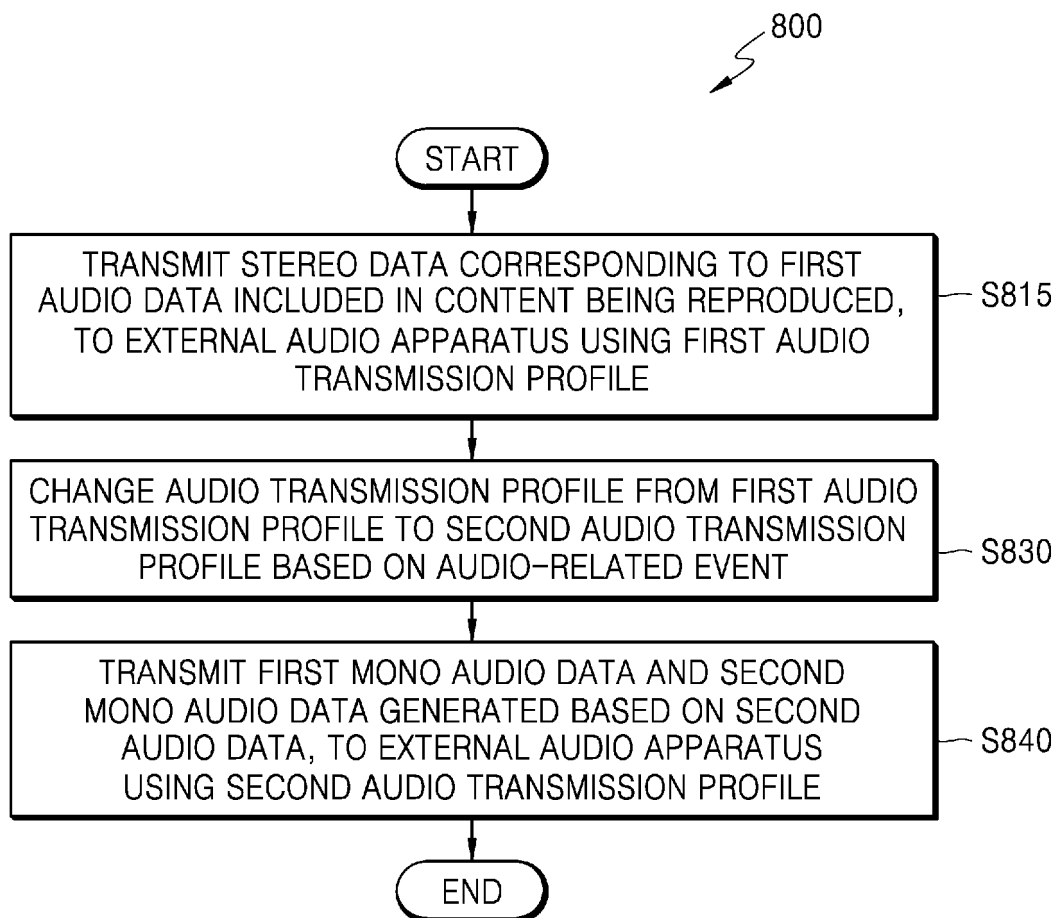 800
START
TRANSMIT STEREO DATA CORRESPONDING TO FIRST
AUDIO DATA INCLUDED IN CONTENT BEING REPRODUCED,
TO EXTERNAL AUDIO APPARATUS USING FIRST AUDIO
TRANSMISSION PROFILE
S815
CHANGE AUDIO TRANSMISSION PROFILE FROM FIRST AUDIO
TRANSMISSION PROFILE TO SECOND AUDIO TRANSMISSION
PROFILE BASED ON AUDIO-RELATED EVENT
S830
TRANSMIT FIRST MONO AUDIO DATA AND SECOND
MONO AUDIO DATA GENERATED BASED ON SECOND
AUDIO DATA, TO EXTERNAL AUDIO APPARATUS
USING SECOND AUDIO TRANSMISSION PROFILE
S840
END